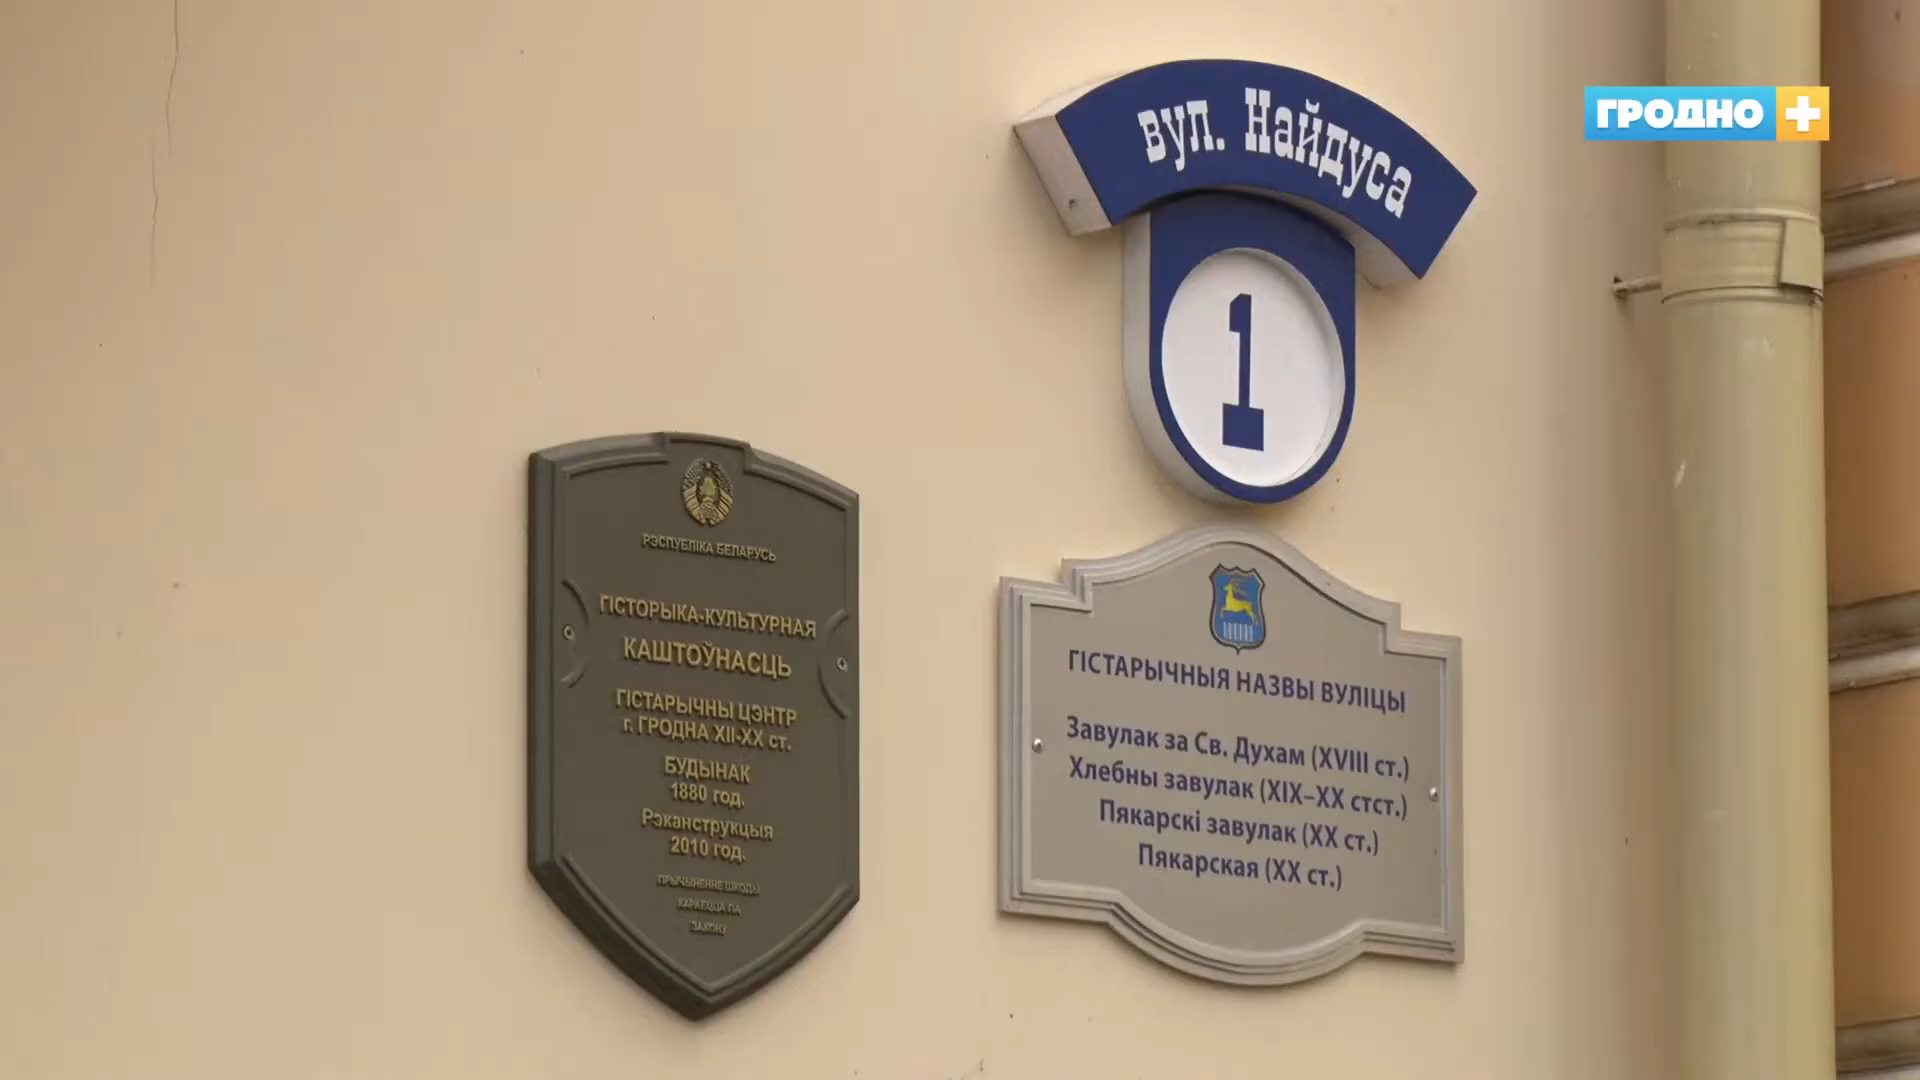 ГРОДНО +
вул. Найдуса
1
РЭСПУБЛІКА БЕЛАРУСЬ
ГІСТОРЫКА-КУЛЬТУРНАЯ
КАШТОЎНАСЦЬ
ГІСТАРЫЧНЫ ЦЭНТР
г. ГРОДНА XII-XX ст.
БУДЫНАК
1880 год.
Рэканструкцыя
2010 год.
ПРЫЧЫНЕННЕ ШКОДЫ
КАРАЕЦЦА ПА
ЗАКОНУ
ГІСТАРЫЧНЫЯ НАЗВЫ ВУЛІЦЫ
Завулак за Св. Духам (XVIII ст.)
Хлебны завулак (XIX–XX стст.)
Пякарскі завулак (XX ст.)
Пякарская (XX ст.)